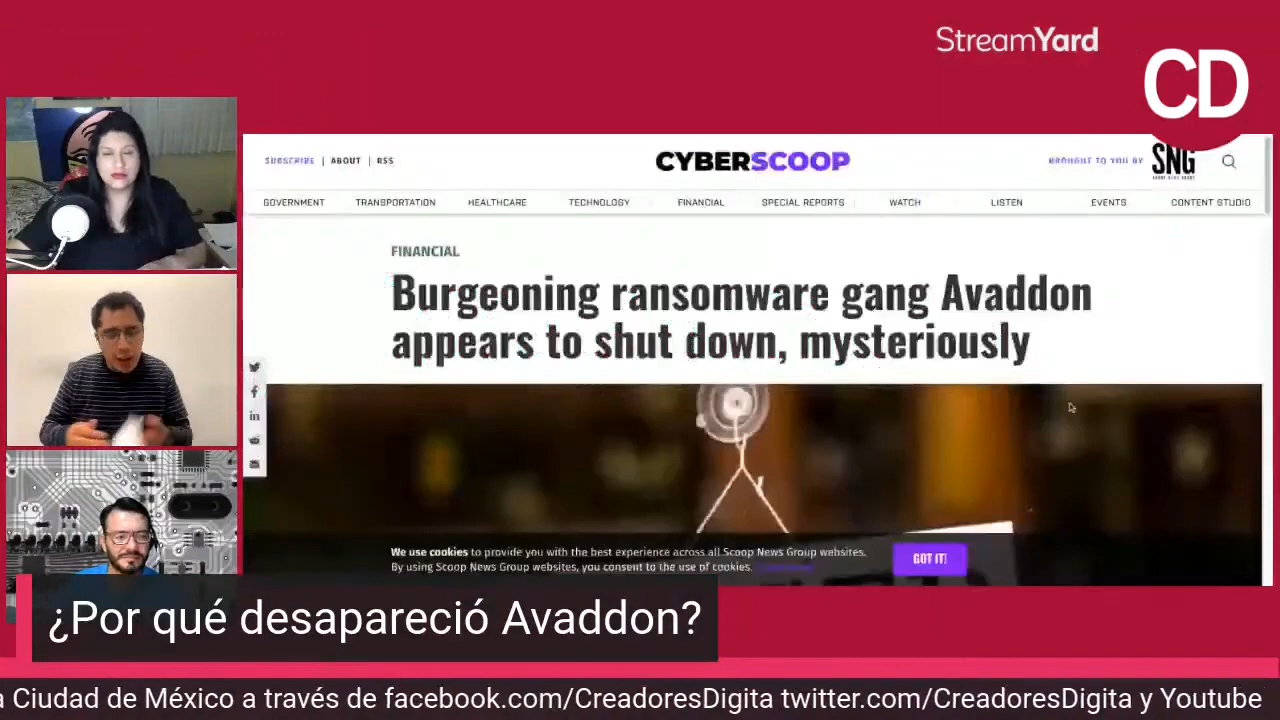 StreamYard
CD
SUBSCRIBE | ABOUT | RSS
CYBERSCOOP
BROUGHT TO YOU BY SNG
GOVERNMENT TRANSPORTATION HEALTHCARE TECHNOLOGY FINANCIAL SPECIAL REPORTS WATCH LISTEN EVENTS CONTENT STUDIO
FINANCIAL
Burgeoning ransomware gang Avaddon
appears to shut down, mysteriously
We use cookies to provide you with the best experience across all Scoop News Group websites.
By using Scoop News Group websites, you consent to the use of cookies.
GOT IT!
¿Por qué desapareció Avaddon?
a Ciudad de México a través de facebook.com/CreadoresDigita twitter.com/CreadoresDigita y Youtube